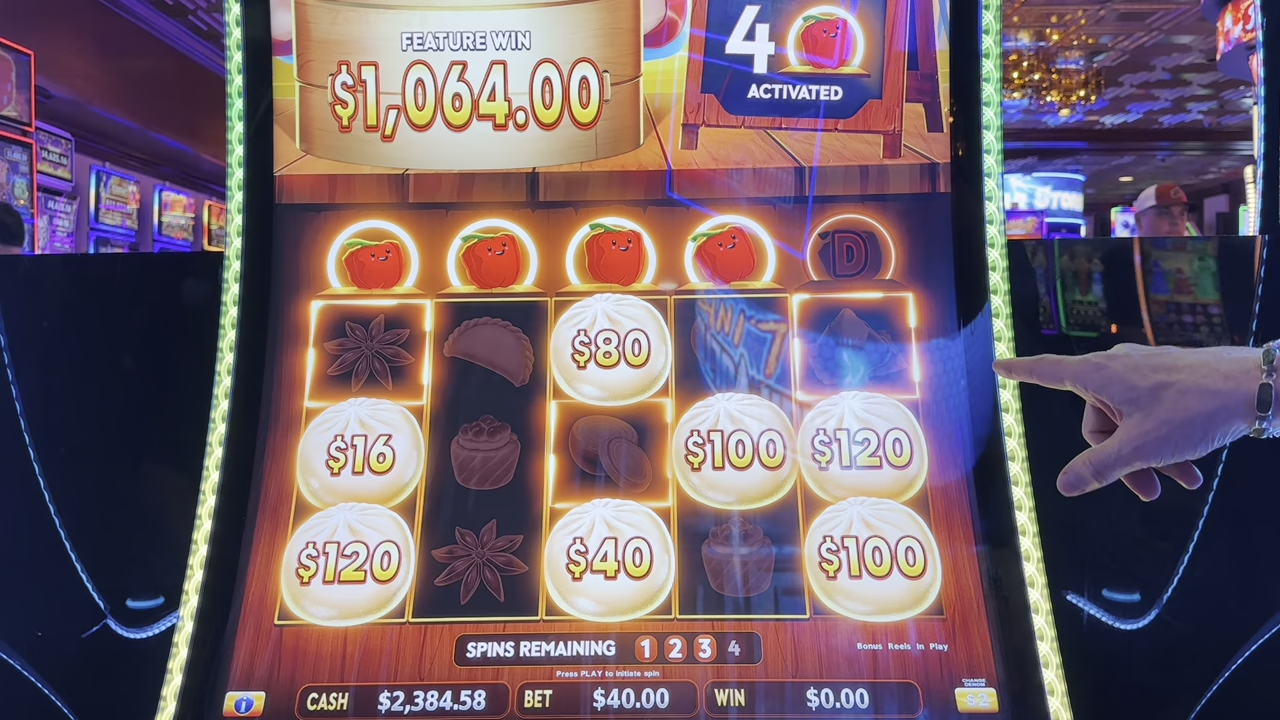 FEATURE WIN
$1,064.00
4
ACTIVATED
D
$80
$16
$100
$120
$120
$40
$100
SPINS REMAINING 1 2 3 4
Bonus Reels In Play
Press PLAY to initiate spin
CASH $2,384.58 BET $40.00 WIN $0.00
CHANGE
DENOM
$2